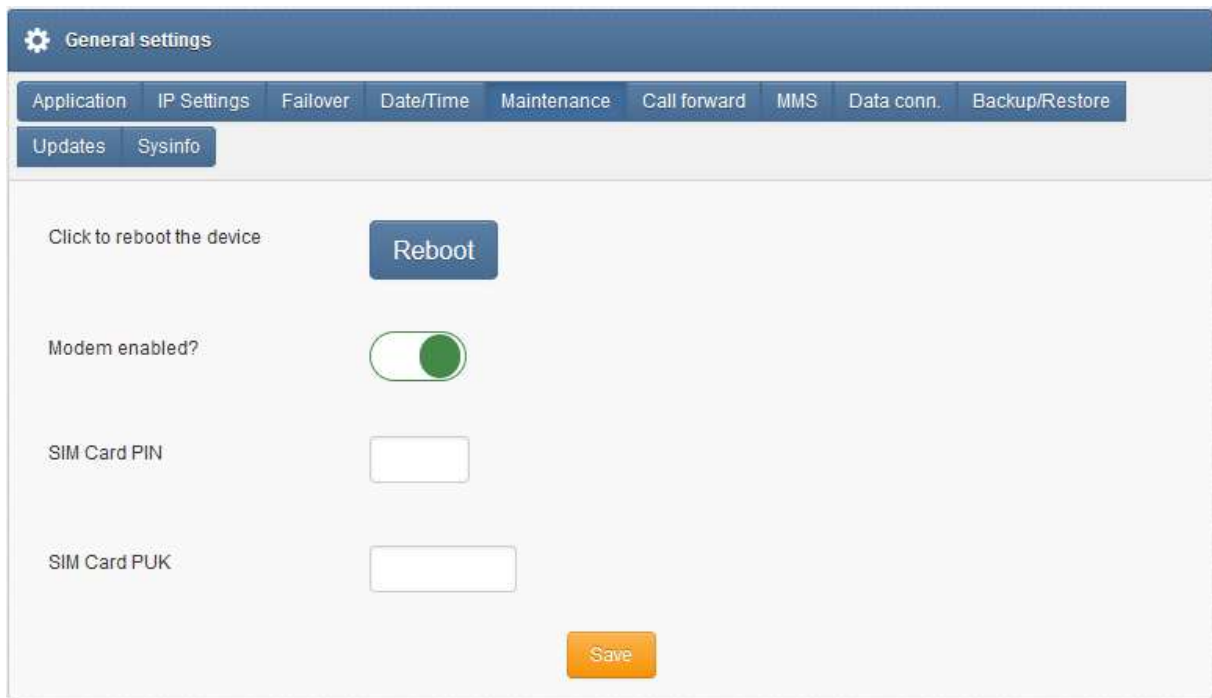 General settings
Application IP Settings Failover Date/Time Maintenance Call forward MMS Data conn. Backup/Restore
Updates Sysinfo
Click to reboot the device Reboot
Modem enabled?
SIM Card PIN
SIM Card PUK
Save